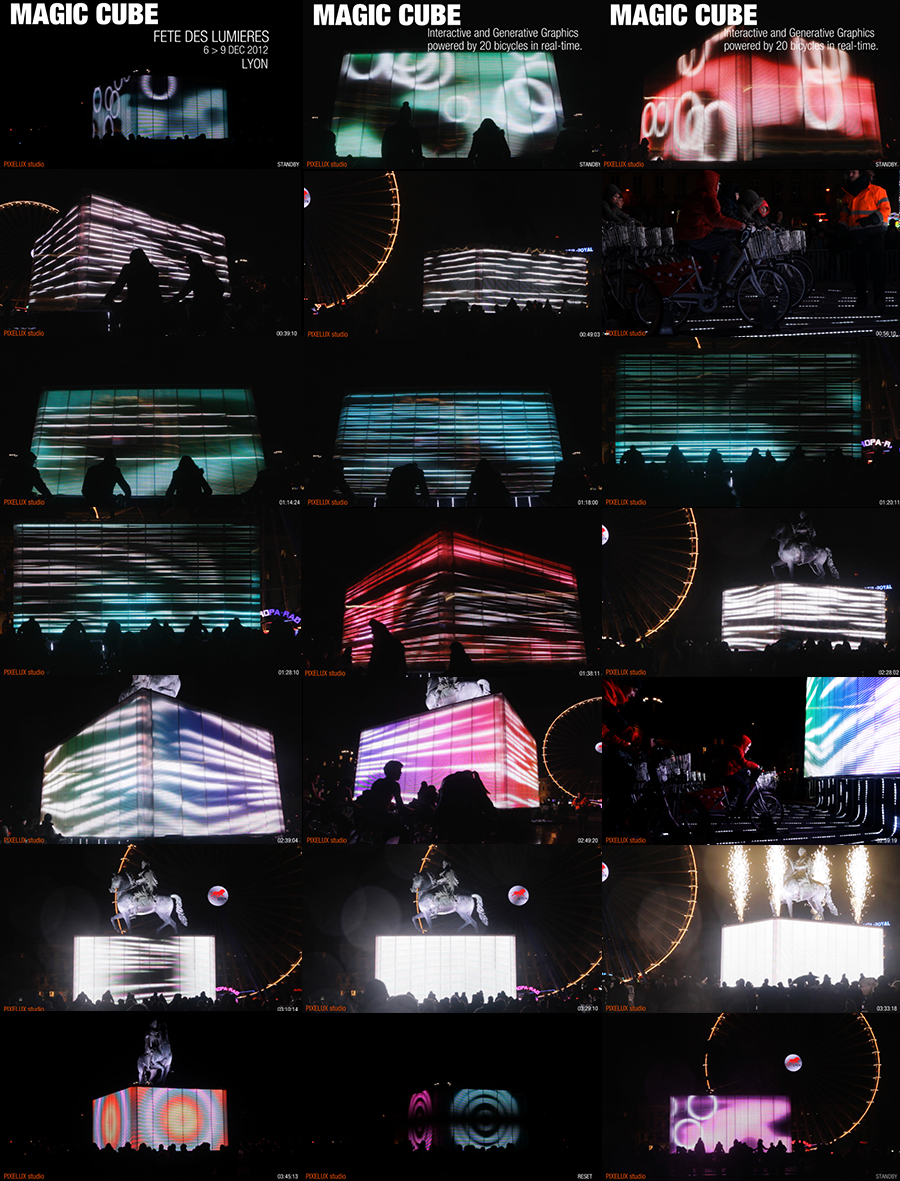 MAGIC CUBE
FETE DES LUMIERES
6 > 9 DEC 2012
LYON
PIXELUX studio
STANDBY
MAGIC CUBE
Interactive and Generative Graphics
powered by 20 bicycles in real-time.
PIXELUX studio
STANDBY
MAGIC CUBE
Interactive and Generative Graphics
powered by 20 bicycles in real-time.
PIXELUX studio
STANDBY
PIXELUX studio
00:39:10
PIXELUX studio
00:49:03
PIXELUX studio
00:56:10
PIXELUX studio
01:14:24
PIXELUX studio
01:18:00
PIXELUX studio
01:20:11
PIXELUX studio
01:28:10
PIXELUX studio
01:38:11
PIXELUX studio
02:28:02
PIXELUX studio
02:39:04
PIXELUX studio
02:49:20
PIXELUX studio
PIXELUX studio
03:10:14
PIXELUX studio
03:29:10
PIXELUX studio
03:33:18
PIXELUX studio
03:45:13
PIXELUX studio
RESET
PIXELUX studio
STANDBY